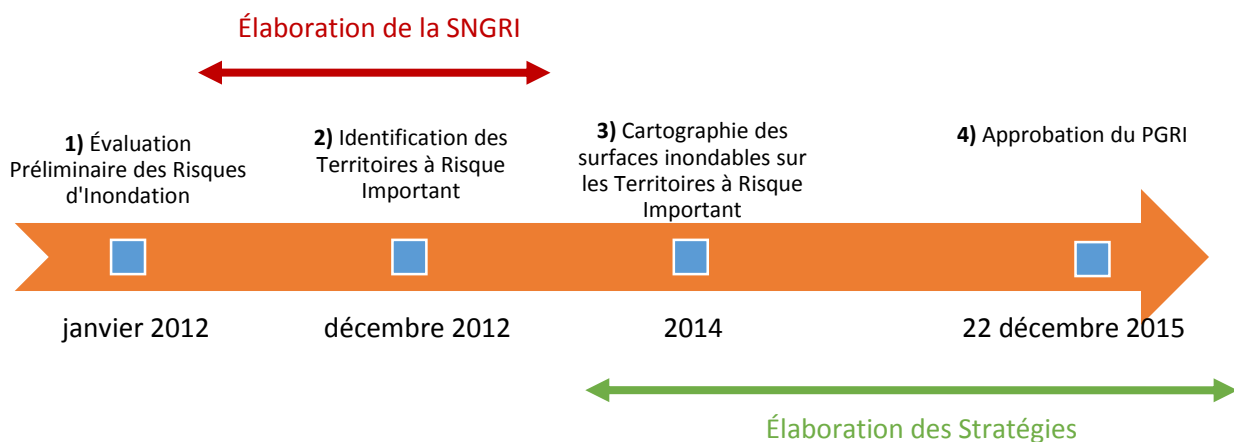 Élaboration de la SNGRI
1) Évaluation
Préliminaire des Risques
d'Inondation
2) Identification des
Territoires à Risque
Important
3) Cartographie des
surfaces inondables sur
les Territoires à Risque
Important
4) Approbation du PGRI
janvier 2012
décembre 2012
2014
22 décembre 2015
Élaboration des Stratégies